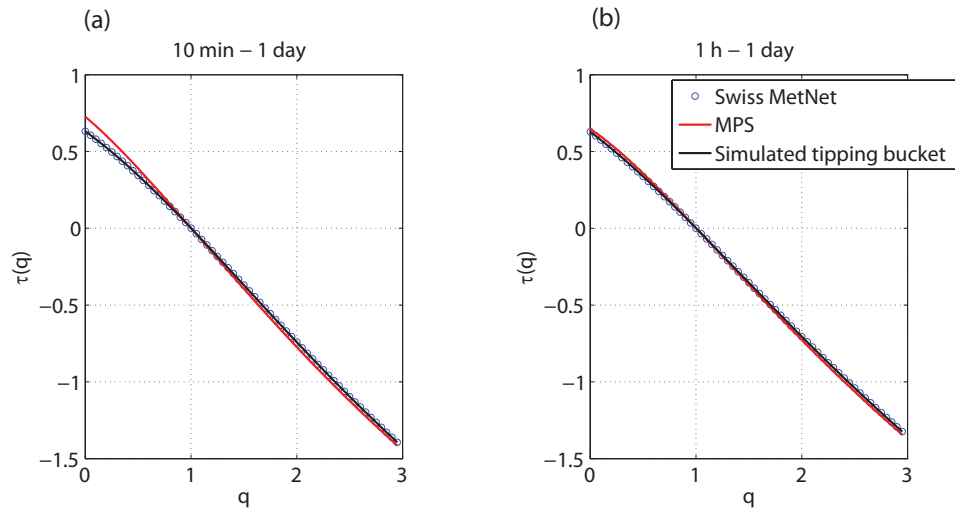 (a)
10 min − 1 day
1
0.5
0
−0.5
−1
−1.5
τ(q)
0 1 2 3
q
(b)
1 h − 1 day
Swiss MetNet
MPS
Simulated tipping bucket
1
0.5
0
−0.5
−1
−1.5
τ(q)
0 1 2 3
q